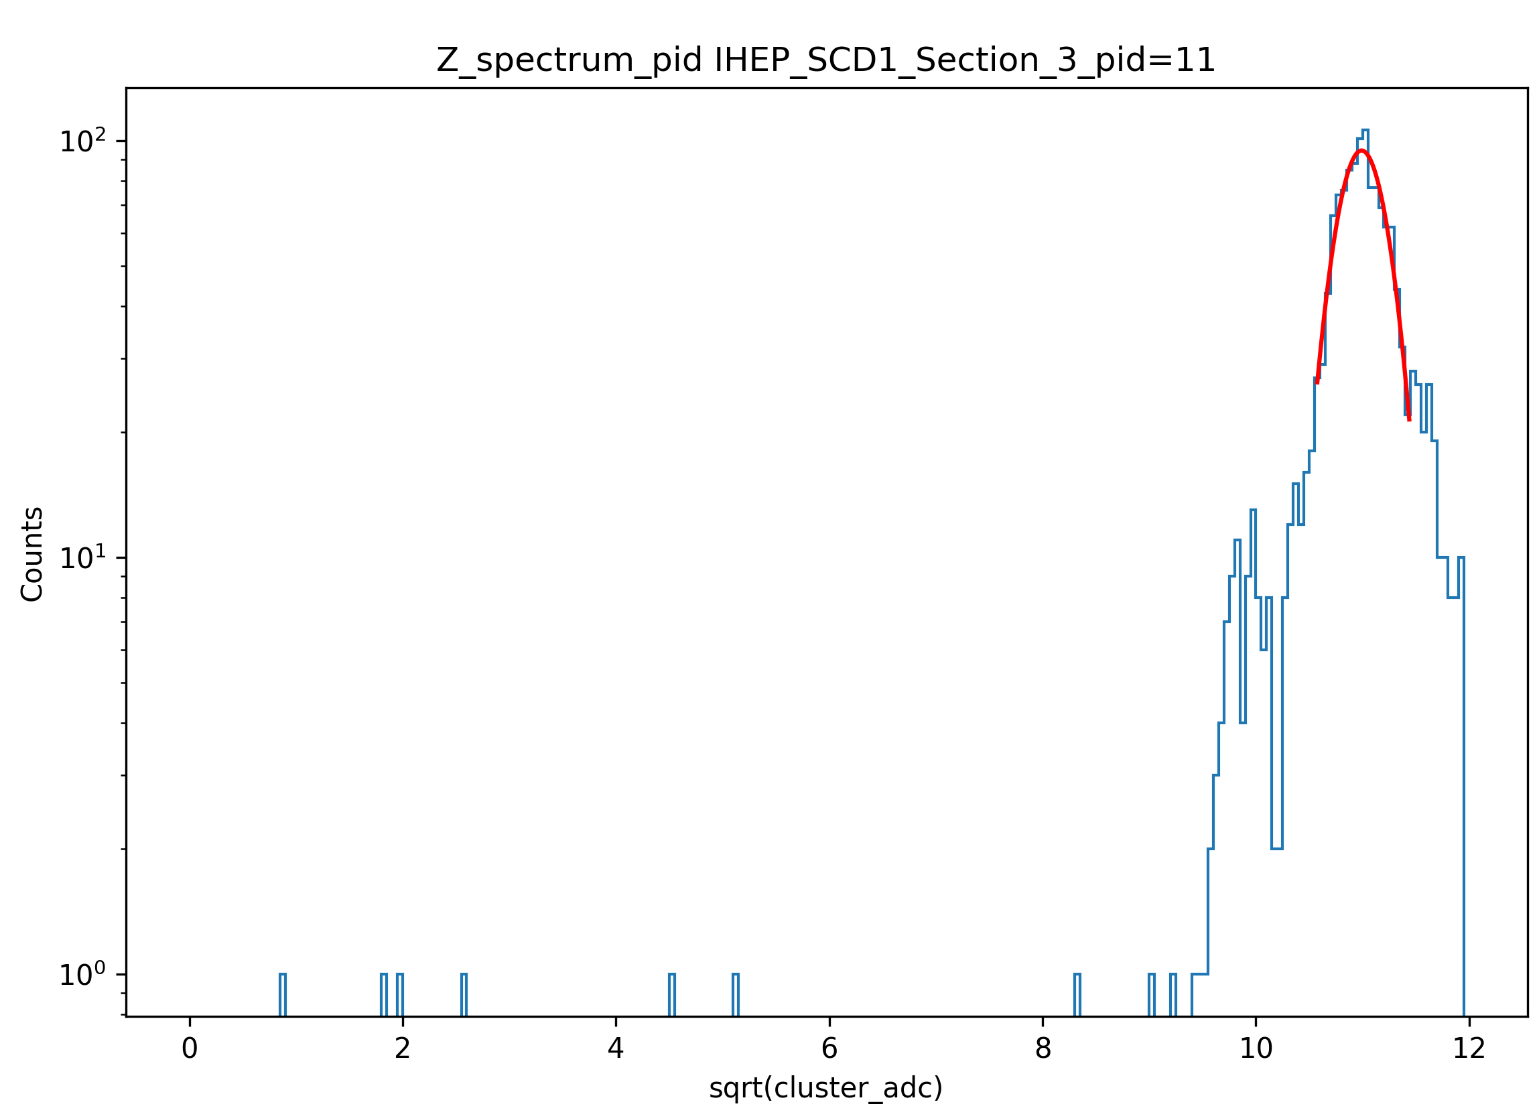 Z_spectrum_pid IHEP_SCD1_Section_3_pid=11
10²
10¹
10⁰
Counts
0 2 4 6 8 10 12
sqrt(cluster_adc)